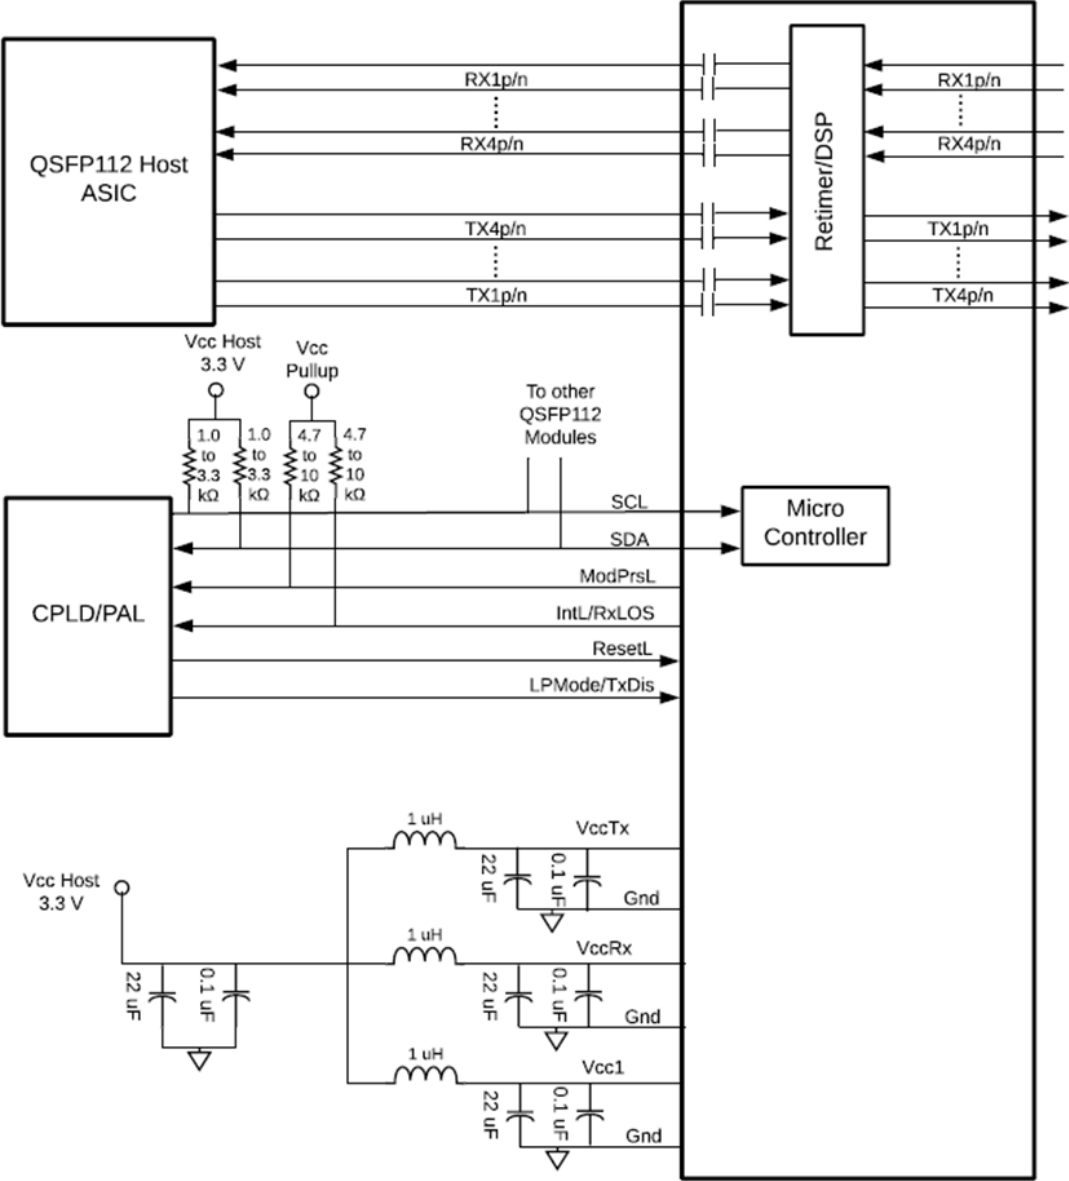 QSFP112 Host
ASIC
RX1p/n
RX4p/n
TX4p/n
TX1p/n
Retimer/DSP
RX1p/n
RX4p/n
TX1p/n
TX4p/n
Vcc Host
3.3 V
Vcc
Pullup
1.0
to
3.3
kΩ
1.0
to
3.3
kΩ
4.7
to
10
kΩ
4.7
to
10
kΩ
To other
QSFP112
Modules
CPLD/PAL
SCL
SDA
ModPrsL
IntL/RxLOS
ResetL
LPMode/TxDis
Micro
Controller
Vcc Host
3.3 V
22 uF
0.1 uF
1 uH
VccTx
22 uF
0.1 uF
Gnd
1 uH
VccRx
22 uF
0.1 uF
Gnd
1 uH
Vcc1
22 uF
0.1 uF
Gnd